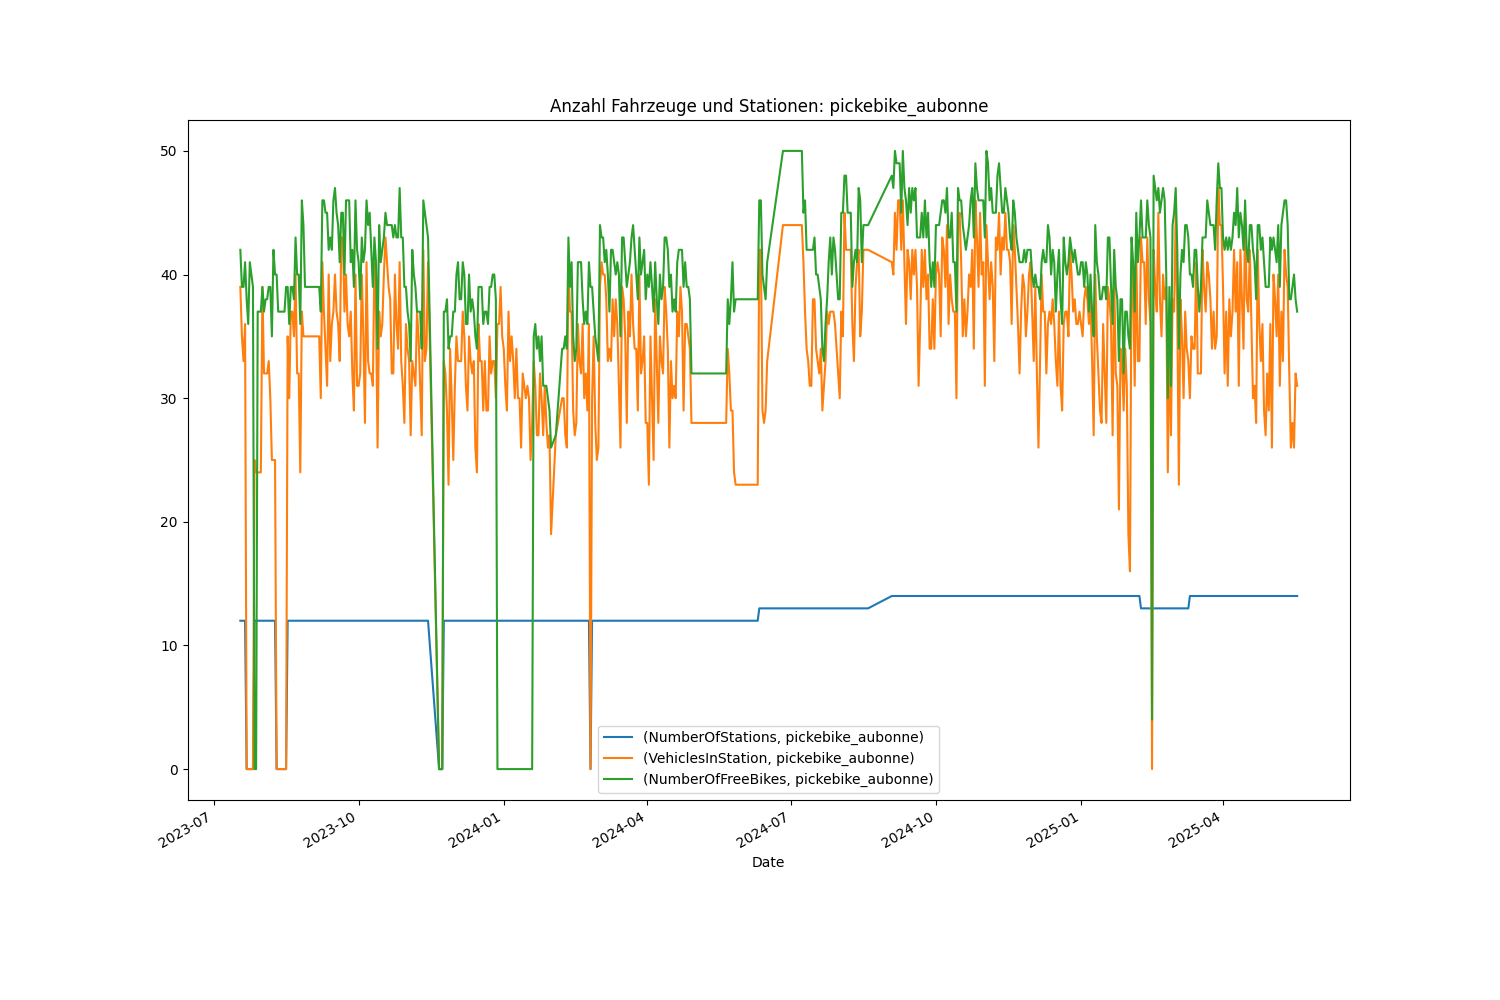 Anzahl Fahrzeuge und Stationen: pickebike_aubonne
50
40
30
20
10
0
(NumberOfStations, pickebike_aubonne)
(VehiclesInStation, pickebike_aubonne)
(NumberOfFreeBikes, pickebike_aubonne)
2023-07
2023-10
2024-01
2024-04
2024-07
2024-10
2025-01
2025-04
Date